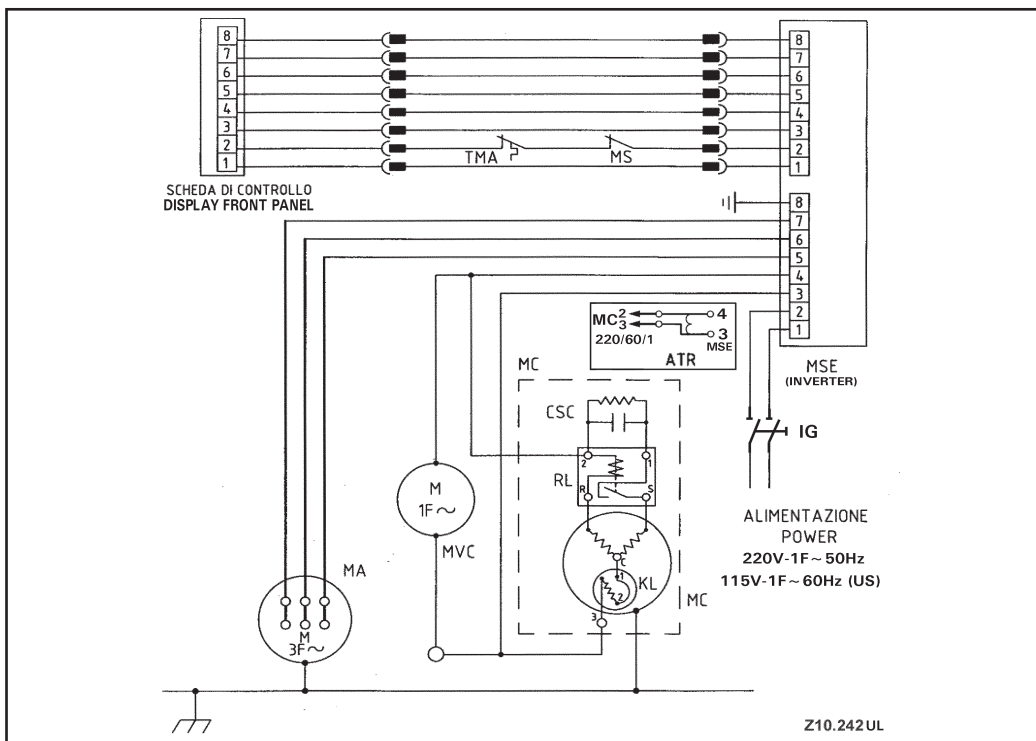 8
7
6
5
4
3
2
1
TMA
MS
8
7
6
5
4
3
2
1
SCHEDA DI CONTROLLO
DISPLAY FRONT PANEL
8
7
6
5
4
3
2
1
MSE
(INVERTER)
MC 2 4
3 3
220/60/1 MSE
ATR
MC
CSC
2 1
RL
R S
C
1
KL
2
3
MC
M
1F~
MVC
MA
M
3F~
IG
ALIMENTAZIONE
POWER
220V-1F~50Hz
115V-1F~60Hz (US)
Z10.242UL